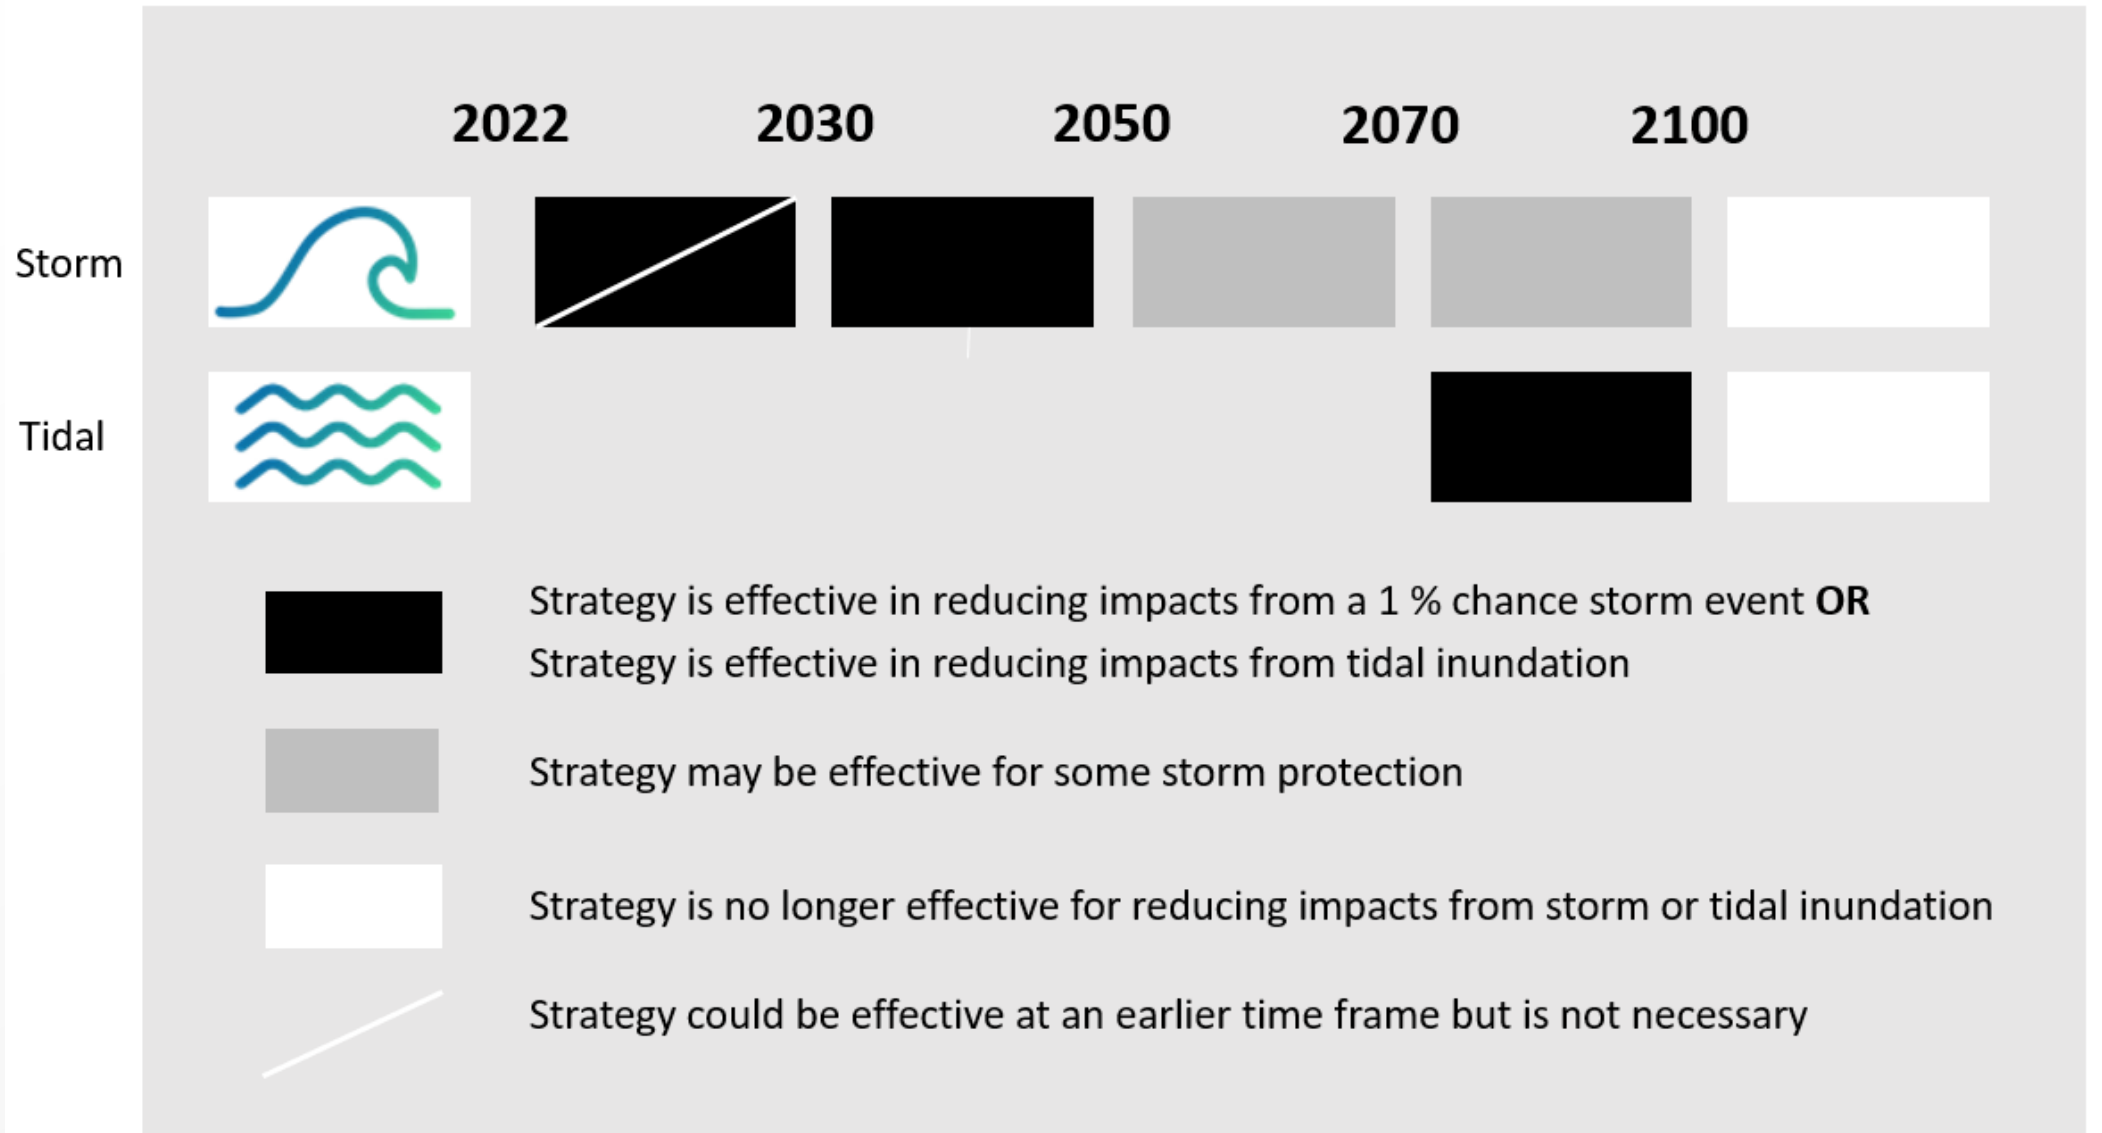 2022 2030 2050 2070 2100
Storm
Tidal
Strategy is effective in reducing impacts from a 1 % chance storm event OR
Strategy is effective in reducing impacts from tidal inundation
Strategy may be effective for some storm protection
Strategy is no longer effective for reducing impacts from storm or tidal inundation
Strategy could be effective at an earlier time frame but is not necessary